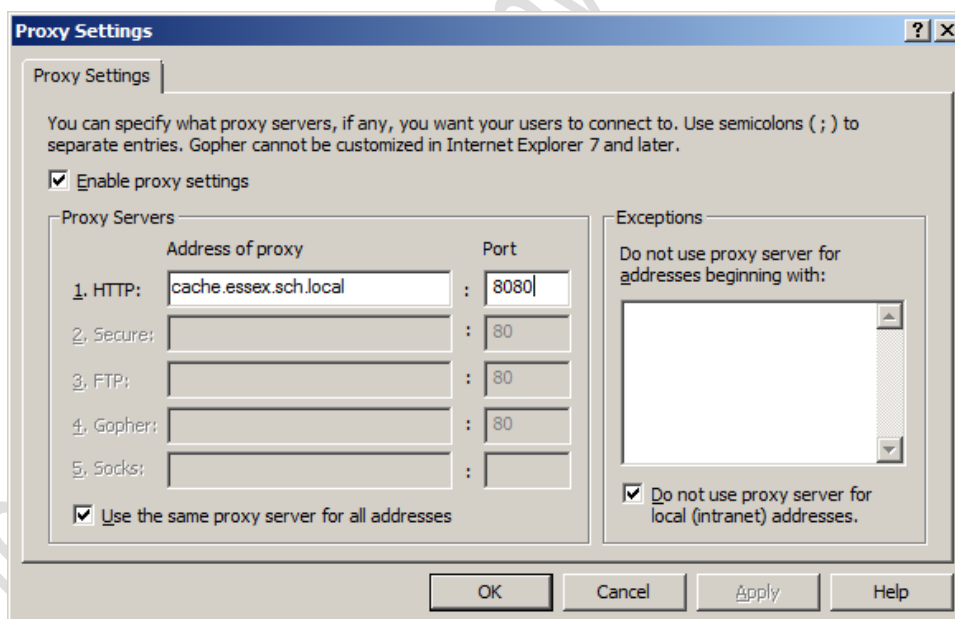 Proxy Settings
Proxy Settings
You can specify what proxy servers, if any, you want your users to connect to. Use semicolons ( ; ) to
separate entries. Gopher cannot be customized in Internet Explorer 7 and later.
Enable proxy settings
Proxy Servers
Address of proxy Port
1. HTTP: cache.essex.sch.local : 8080
2. Secure: : 80
3. FTP: : 80
4. Gopher: : 80
5. Socks: :
Use the same proxy server for all addresses
Exceptions
Do not use proxy server for
addresses beginning with:
Do not use proxy server for
local (intranet) addresses.
OK Cancel Apply Help